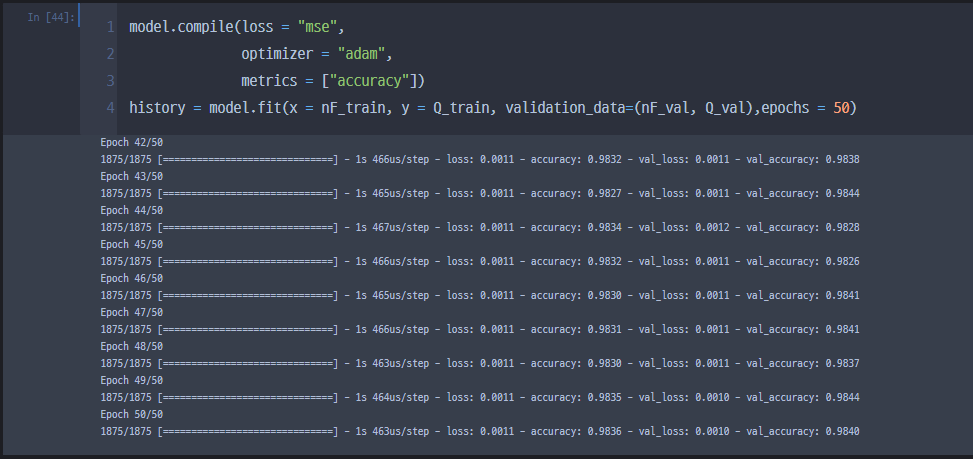 In [44]:
1 model.compile(loss = "mse",
2 optimizer = "adam",
3 metrics = ["accuracy"])
4 history = model.fit(x = nF_train, y = Q_train, validation_data=(nF_val, Q_val),epochs = 50)
Epoch 42/50
1875/1875 [==============================] - 1s 466us/step - loss: 0.0011 - accuracy: 0.9832 - val_loss: 0.0011 - val_accuracy: 0.9838
Epoch 43/50
1875/1875 [==============================] - 1s 465us/step - loss: 0.0011 - accuracy: 0.9827 - val_loss: 0.0011 - val_accuracy: 0.9844
Epoch 44/50
1875/1875 [==============================] - 1s 467us/step - loss: 0.0011 - accuracy: 0.9834 - val_loss: 0.0012 - val_accuracy: 0.9828
Epoch 45/50
1875/1875 [==============================] - 1s 466us/step - loss: 0.0011 - accuracy: 0.9832 - val_loss: 0.0011 - val_accuracy: 0.9826
Epoch 46/50
1875/1875 [==============================] - 1s 465us/step - loss: 0.0011 - accuracy: 0.9830 - val_loss: 0.0011 - val_accuracy: 0.9841
Epoch 47/50
1875/1875 [==============================] - 1s 466us/step - loss: 0.0011 - accuracy: 0.9831 - val_loss: 0.0011 - val_accuracy: 0.9841
Epoch 48/50
1875/1875 [==============================] - 1s 463us/step - loss: 0.0011 - accuracy: 0.9830 - val_loss: 0.0011 - val_accuracy: 0.9837
Epoch 49/50
1875/1875 [==============================] - 1s 464us/step - loss: 0.0011 - accuracy: 0.9835 - val_loss: 0.0010 - val_accuracy: 0.9844
Epoch 50/50
1875/1875 [==============================] - 1s 463us/step - loss: 0.0011 - accuracy: 0.9836 - val_loss: 0.0010 - val_accuracy: 0.9840